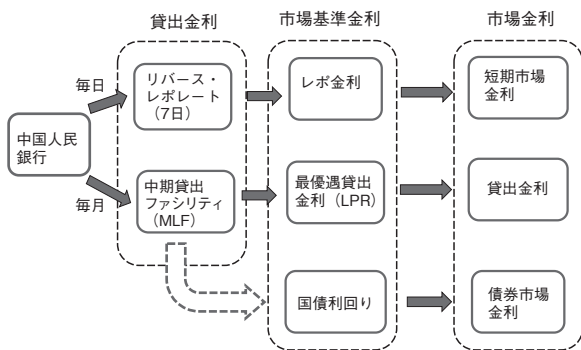 貸出金利
市場基準金利
市場金利
毎日
リバース・
レポレート
（7日）
レポ金利
短期市場
金利
中国人民
銀行
毎月
中期貸出
ファシリティ
（MLF）
最優遇貸出
金利（LPR）
貸出金利
国債利回り
債券市場
金利